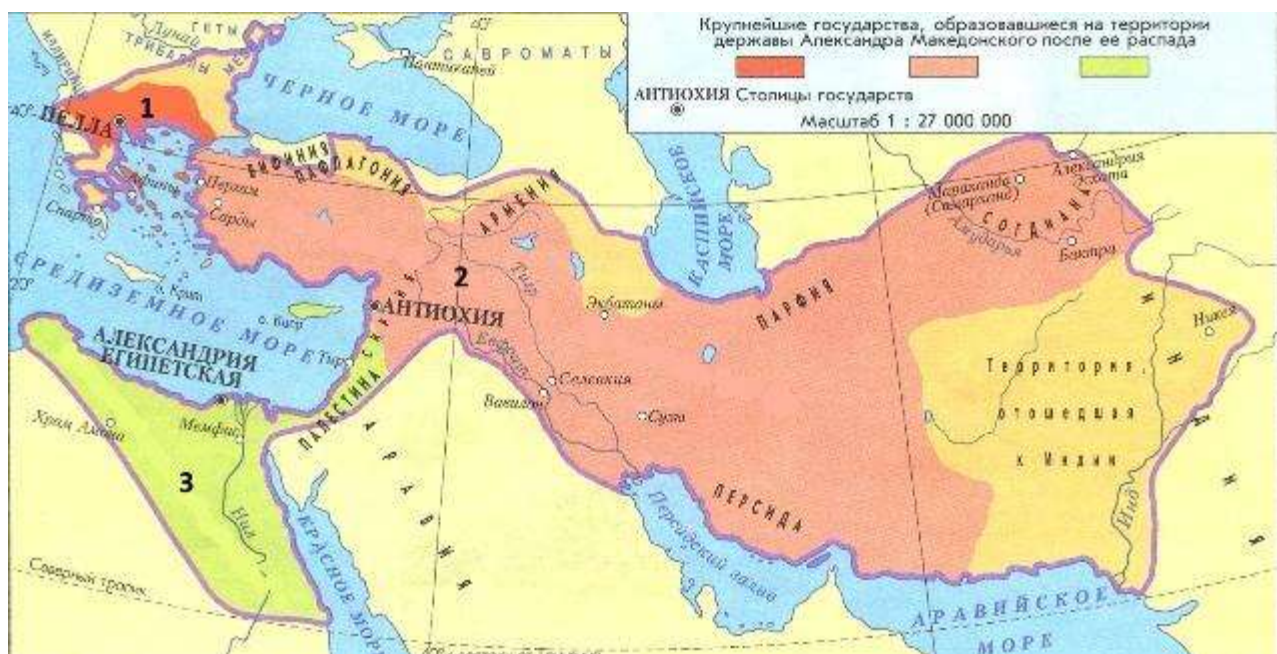 Крупнейшие государства, образовавшиеся на территории
державы Александра Македонского после ее распада
АНТИОХИЯ Столицы государств
Масштаб 1 : 27 000 000
ГЕТЫ
Дунай
ТРИБАЛЛЫ
САВРОМАТЫ
Пантикапей
ЧЕРНОЕ МОРЕ
40°
1
ПЕЛЛА
ВИФИНИЯ
ПАФЛАГОНИЯ
АРМЕНИЯ
КАСПИЙСКОЕ
МОРЕ
Александрия
Эсхата
Мараканда
(Самарканд)
СОГДИАНА
Амударья
Бактра
Афины
Пергам
Сарды
Спарта
2
Тигр
СРЕДИЗЕМНОЕ МОРЕ
о. Крит
о. Кипр
СИРИЯ
АНТИОХИЯ
Экбатаны
ПАРФИЯ
Никея
ИНДИЯ
АЛЕКСАНДРИЯ
ЕГИПЕТСКАЯ
Тир
Евфрат
Селевкия
Вавилон
Сузы
Территория,
отошедшая
к Индии
ПАЛЕСТИНА
Храм Амона
Мемфис
АРАВИЯ
3
Нил
ПЕРСИДА
Инд
Персидский залив
КРАСНОЕ МОРЕ
Северный тропик
АРАВИЙСКОЕ
МОРЕ